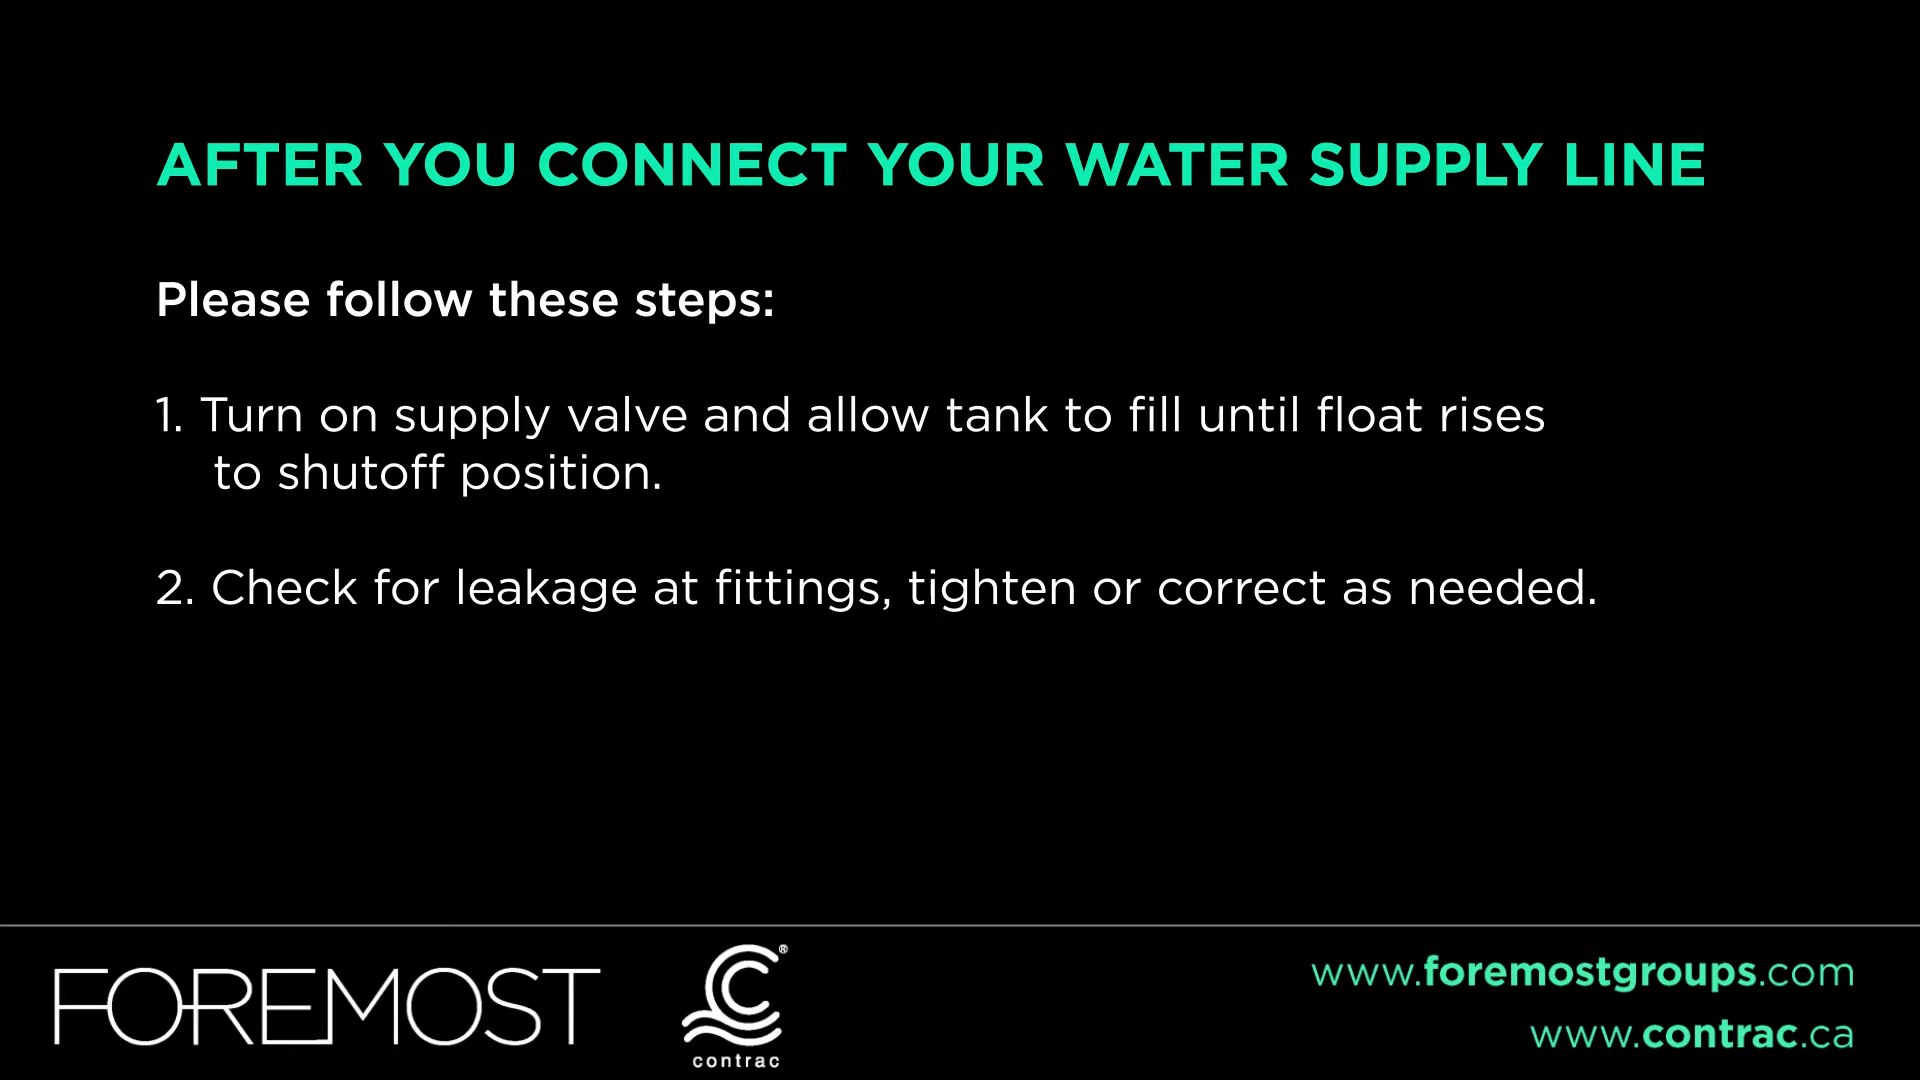 AFTER YOU CONNECT YOUR WATER SUPPLY LINE
Please follow these steps:
1. Turn on supply valve and allow tank to fill until float rises
to shutoff position.
2. Check for leakage at fittings, tighten or correct as needed.
FOREMOST
®
contrac
www.foremostgroups.com
www.contrac.ca